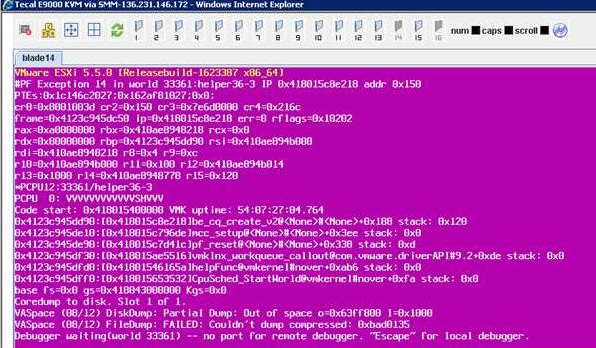 Tecal E9000 KVM via SMM-136.231.146.172 - Windows Internet Explorer
1 2 3 4 5 6 7 8 9 10 11 12 13 14 15 16 num caps scroll
blade14
VMware ESXi 5.5.0 [Releasebuild-1623387 x86_64]
#PF Exception 14 in world 33361:helper36-3 IP 0x418015c8e218 addr 0x150
PTEs:0x1c146c2027;0x162af81027;0x0;
cr0=0x8001003d cr2=0x150 cr3=0x7e6d0000 cr4=0x216c
frame=0x4123c945dc50 ip=0x418015c8e218 err=0 rflags=0x10202
rax=0xa0000000 rbx=0x410ae8948218 rcx=0x0
rdx=0x80000000 rbp=0x4123c945dd90 rsi=0x410ae894b000
rdi=0x410ae8948218 r8=0x4 r9=0xc
r10=0x410ae894b000 r11=0x100 r12=0x410ae894b014
r13=0x1000 r14=0x410ae8948778 r15=0x120
*PCPU12:33361/helper36-3
PCPU 0: VVVVVVVVVVVVSHVVV
Code start: 0x418015400000 VMK uptime: 54:07:27:04.764
0x4123c945dd90:[0x418015c8e218]be_cq_create_v2@<None>#<None>+0x188 stack: 0x120
0x4123c945de10:[0x418015c796de]mcc_setup@<None>#<None>+0x3ee stack: 0x0
0x4123c945de90:[0x418015c7d41c]pf_reset@<None>#<None>+0x330 stack: 0xd
0x4123c945df30:[0x418015ae5516]vmklnx_workqueue_callout@com.vmware.driverAPI#9.2+0xde stack: 0x0
0x4123c945dfd0:[0x41801546165a]helpFunc@vmkernel#nover+0xab6 stack: 0x0
0x4123c945dff0:[0x418015653532]CpuSched_StartWorld@vmkernel#nover+0xfa stack: 0x0
base fs=0x0 gs=0x418043000000 Kgs=0x0
Coredump to disk. Slot 1 of 1.
VASpace (08/12) DiskDump: Partial Dump: Out of space o=0x63ff800 l=0x1000
VASpace (08/12) FileDump: FAILED: Couldn't dump compressed: 0xbad0135
Debugger waiting(world 33361) -- no port for remote debugger. "Escape" for local debugger.